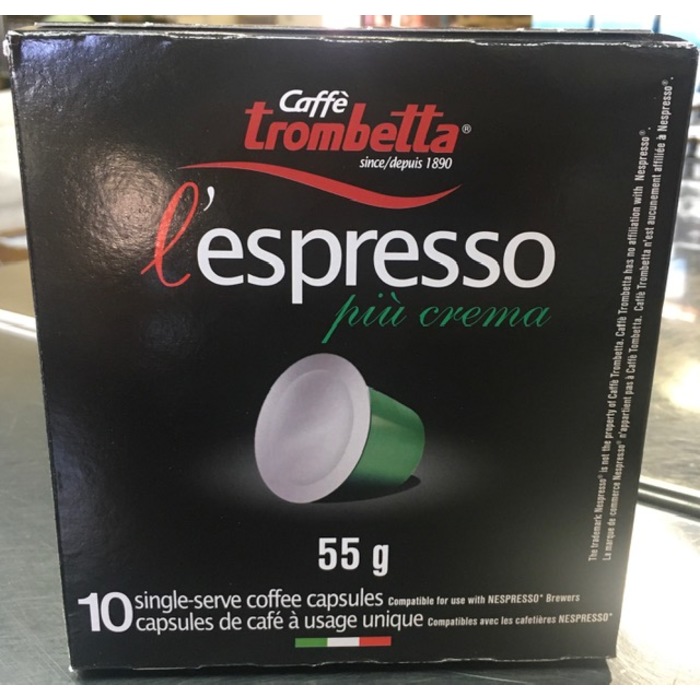 Caffè
trombetta®
since/depuis 1890
l'espresso
più crema
55 g
10 single-serve coffee capsules Compatible for use with NESPRESSO* Brewers
capsules de café à usage unique Compatibles avec les cafetières NESPRESSO*
The trademark Nespresso® is not the property of Caffè Trombetta. Caffè Trombetta has no affiliation with Nespresso®.
La marque de commerce Nespresso® n'appartient pas à Caffè Tombetta. Caffè Trombetta n'est aucunement affiliée à Nespresso®